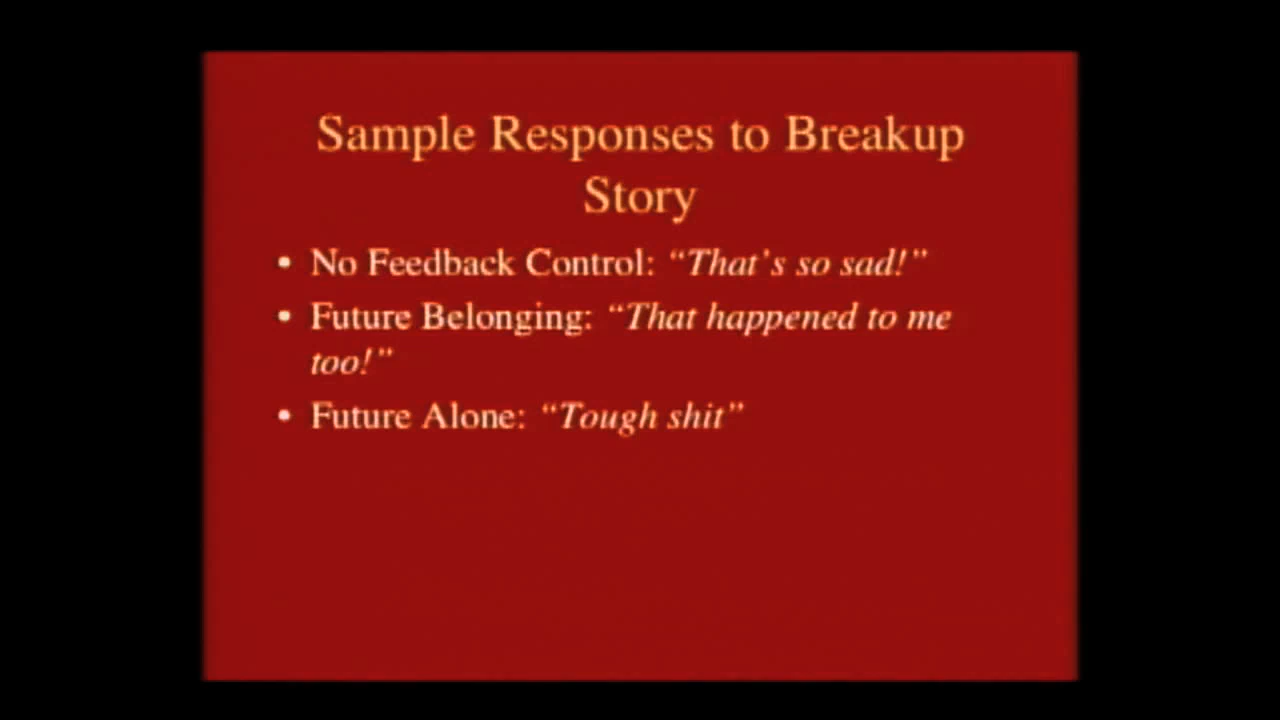 Sample Responses to Breakup
Story
• No Feedback Control: “That’s so sad!”
• Future Belonging: “That happened to me
too!”
• Future Alone: “Tough shit”